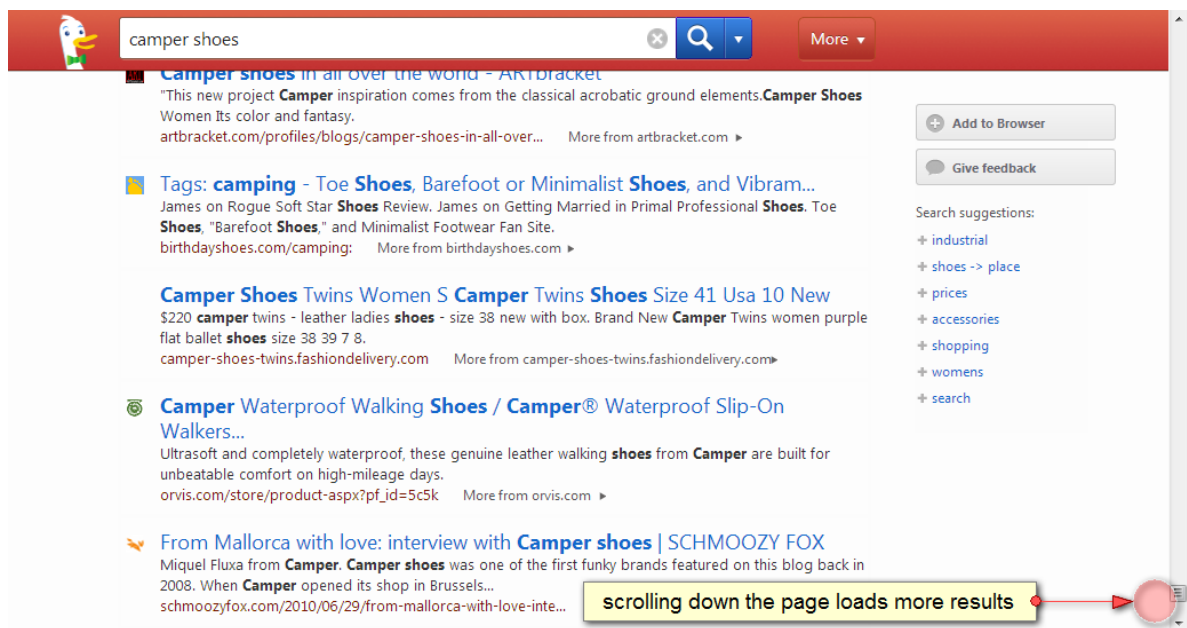 camper shoes
More
Camper shoes in all over the world - ARTbracket
"This new project Camper inspiration comes from the classical acrobatic ground elements.Camper Shoes
Women Its color and fantasy.
artbracket.com/profiles/blogs/camper-shoes-in-all-over... More from artbracket.com
Tags: camping - Toe Shoes, Barefoot or Minimalist Shoes, and Vibram...
James on Rogue Soft Star Shoes Review. James on Getting Married in Primal Professional Shoes. Toe
Shoes, "Barefoot Shoes," and Minimalist Footwear Fan Site.
birthdayshoes.com/camping: More from birthdayshoes.com
Camper Shoes Twins Women S Camper Twins Shoes Size 41 Usa 10 New
$220 camper twins - leather ladies shoes - size 38 new with box. Brand New Camper Twins women purple
flat ballet shoes size 38 39 7 8.
camper-shoes-twins.fashiondelivery.com More from camper-shoes-twins.fashiondelivery.com
Camper Waterproof Walking Shoes / Camper® Waterproof Slip-On
Walkers...
Ultrasoft and completely waterproof, these genuine leather walking shoes from Camper are built for
unbeatable comfort on high-mileage days.
orvis.com/store/product-aspx?pf_id=5c5k More from orvis.com
From Mallorca with love: interview with Camper shoes | SCHMOOZY FOX
Miquel Fluxa from Camper. Camper shoes was one of the first funky brands featured on this blog back in
2008. When Camper opened its shop in Brussels...
schmoozyfox.com/2010/06/29/from-mallorca-with-love-inte...
scrolling down the page loads more results
Add to Browser
Give feedback
Search suggestions:
industrial
shoes -> place
prices
accessories
shopping
womens
search